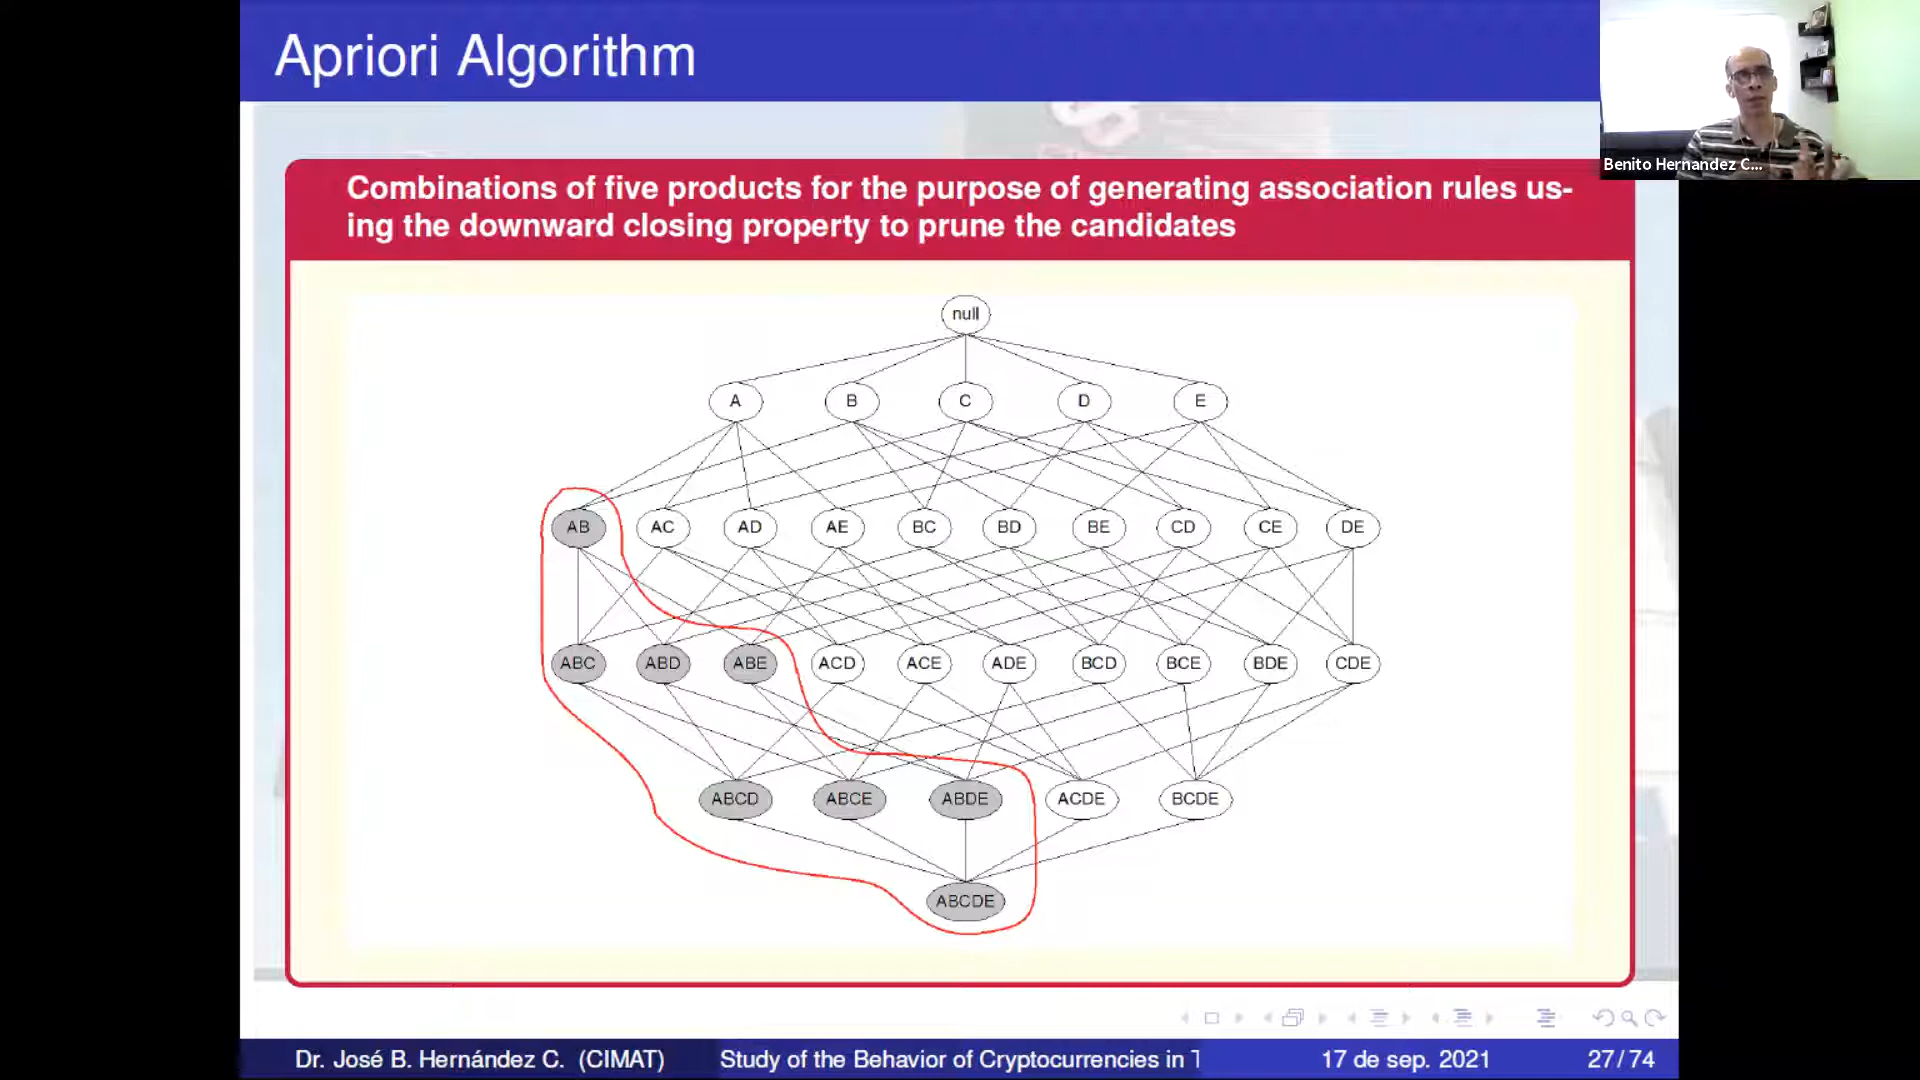 Apriori Algorithm
Benito Hernandez C...
Combinations of five products for the purpose of generating association rules us-
ing the downward closing property to prune the candidates
null
A B C D E
AB AC AD AE BC BD BE CD CE DE
ABC ABD ABE ACD ACE ADE BCD BCE BDE CDE
ABCD ABCE ABDE ACDE BCDE
ABCDE
Dr. José B. Hernández C. (CIMAT) Study of the Behavior of Cryptocurrencies in T 17 de sep. 2021 27/74